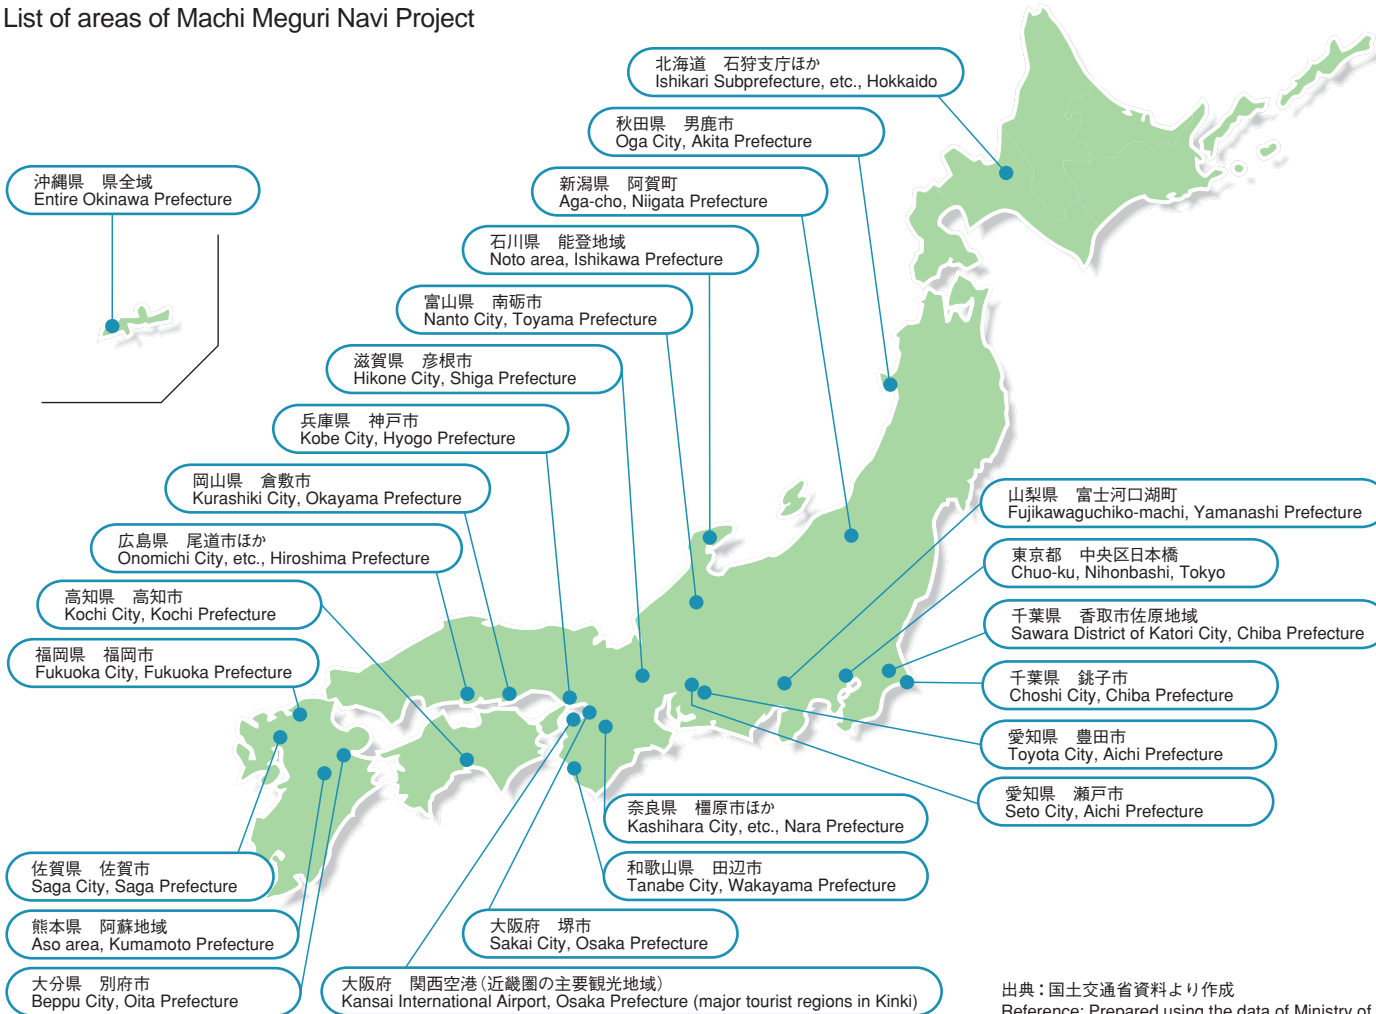 List of areas of Machi Meguri Navi Project
北海道　石狩支庁ほか
Ishikari Subprefecture, etc., Hokkaido
秋田県　男鹿市
Oga City, Akita Prefecture
沖縄県　県全域
Entire Okinawa Prefecture
新潟県　阿賀町
Aga-cho, Niigata Prefecture
石川県　能登地域
Noto area, Ishikawa Prefecture
富山県　南砺市
Nanto City, Toyama Prefecture
滋賀県　彦根市
Hikone City, Shiga Prefecture
兵庫県　神戸市
Kobe City, Hyogo Prefecture
岡山県　倉敷市
Kurashiki City, Okayama Prefecture
広島県　尾道市ほか
Onomichi City, etc., Hiroshima Prefecture
高知県　高知市
Kochi City, Kochi Prefecture
福岡県　福岡市
Fukuoka City, Fukuoka Prefecture
山梨県　富士河口湖町
Fujikawaguchiko-machi, Yamanashi Prefecture
東京都　中央区日本橋
Chuo-ku, Nihonbashi, Tokyo
千葉県　香取市佐原地域
Sawara District of Katori City, Chiba Prefecture
千葉県　銚子市
Choshi City, Chiba Prefecture
愛知県　豊田市
Toyota City, Aichi Prefecture
愛知県　瀬戸市
Seto City, Aichi Prefecture
奈良県　橿原市ほか
Kashihara City, etc., Nara Prefecture
和歌山県　田辺市
Tanabe City, Wakayama Prefecture
佐賀県　佐賀市
Saga City, Saga Prefecture
熊本県　阿蘇地域
Aso area, Kumamoto Prefecture
大分県　別府市
Beppu City, Oita Prefecture
大阪府　堺市
Sakai City, Osaka Prefecture
大阪府　関西空港（近畿圏の主要観光地域）
Kansai International Airport, Osaka Prefecture (major tourist regions in Kinki)
出典：国土交通省資料より作成
Reference: Prepared using the data of Ministry of